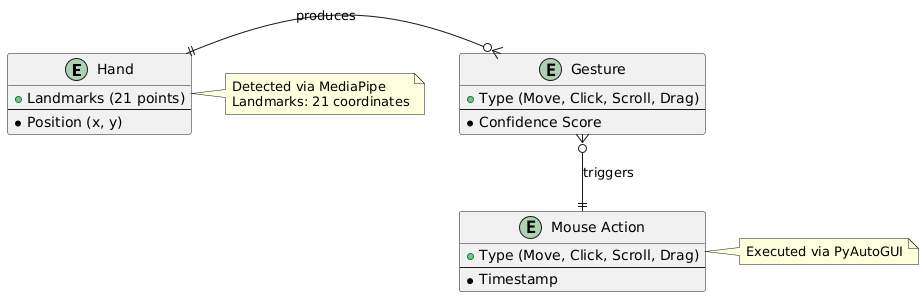 produces
E Hand
Landmarks (21 points)
Position (x, y)
Detected via MediaPipe
Landmarks: 21 coordinates
E Gesture
Type (Move, Click, Scroll, Drag)
Confidence Score
triggers
E Mouse Action
Type (Move, Click, Scroll, Drag)
Timestamp
Executed via PyAutoGUI